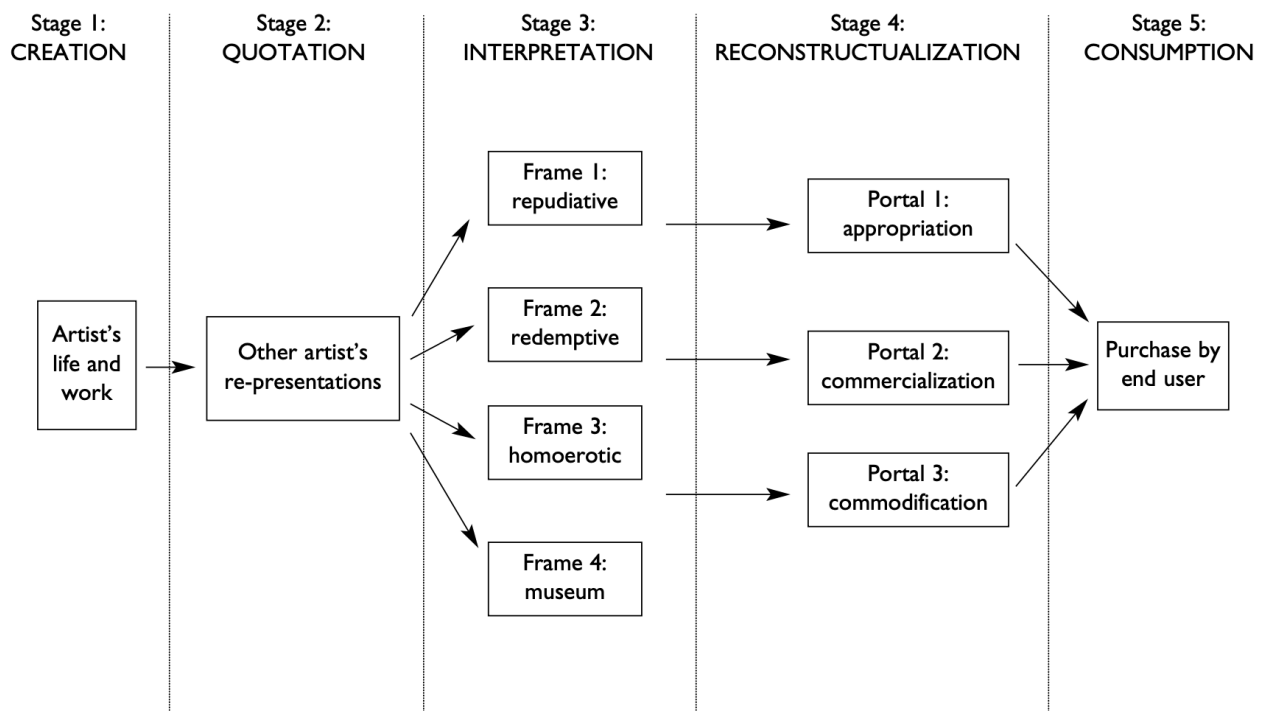 Stage 1:
CREATION
Stage 2:
QUOTATION
Stage 3:
INTERPRETATION
Stage 4:
RECONSTRUCTUALIZATION
Stage 5:
CONSUMPTION
Artist’s
life and
work
Other artist’s
re-presentations
Frame 1:
repudiative
Frame 2:
redemptive
Frame 3:
homoerotic
Frame 4:
museum
Portal 1:
appropriation
Portal 2:
commercialization
Portal 3:
commodification
Purchase by
end user